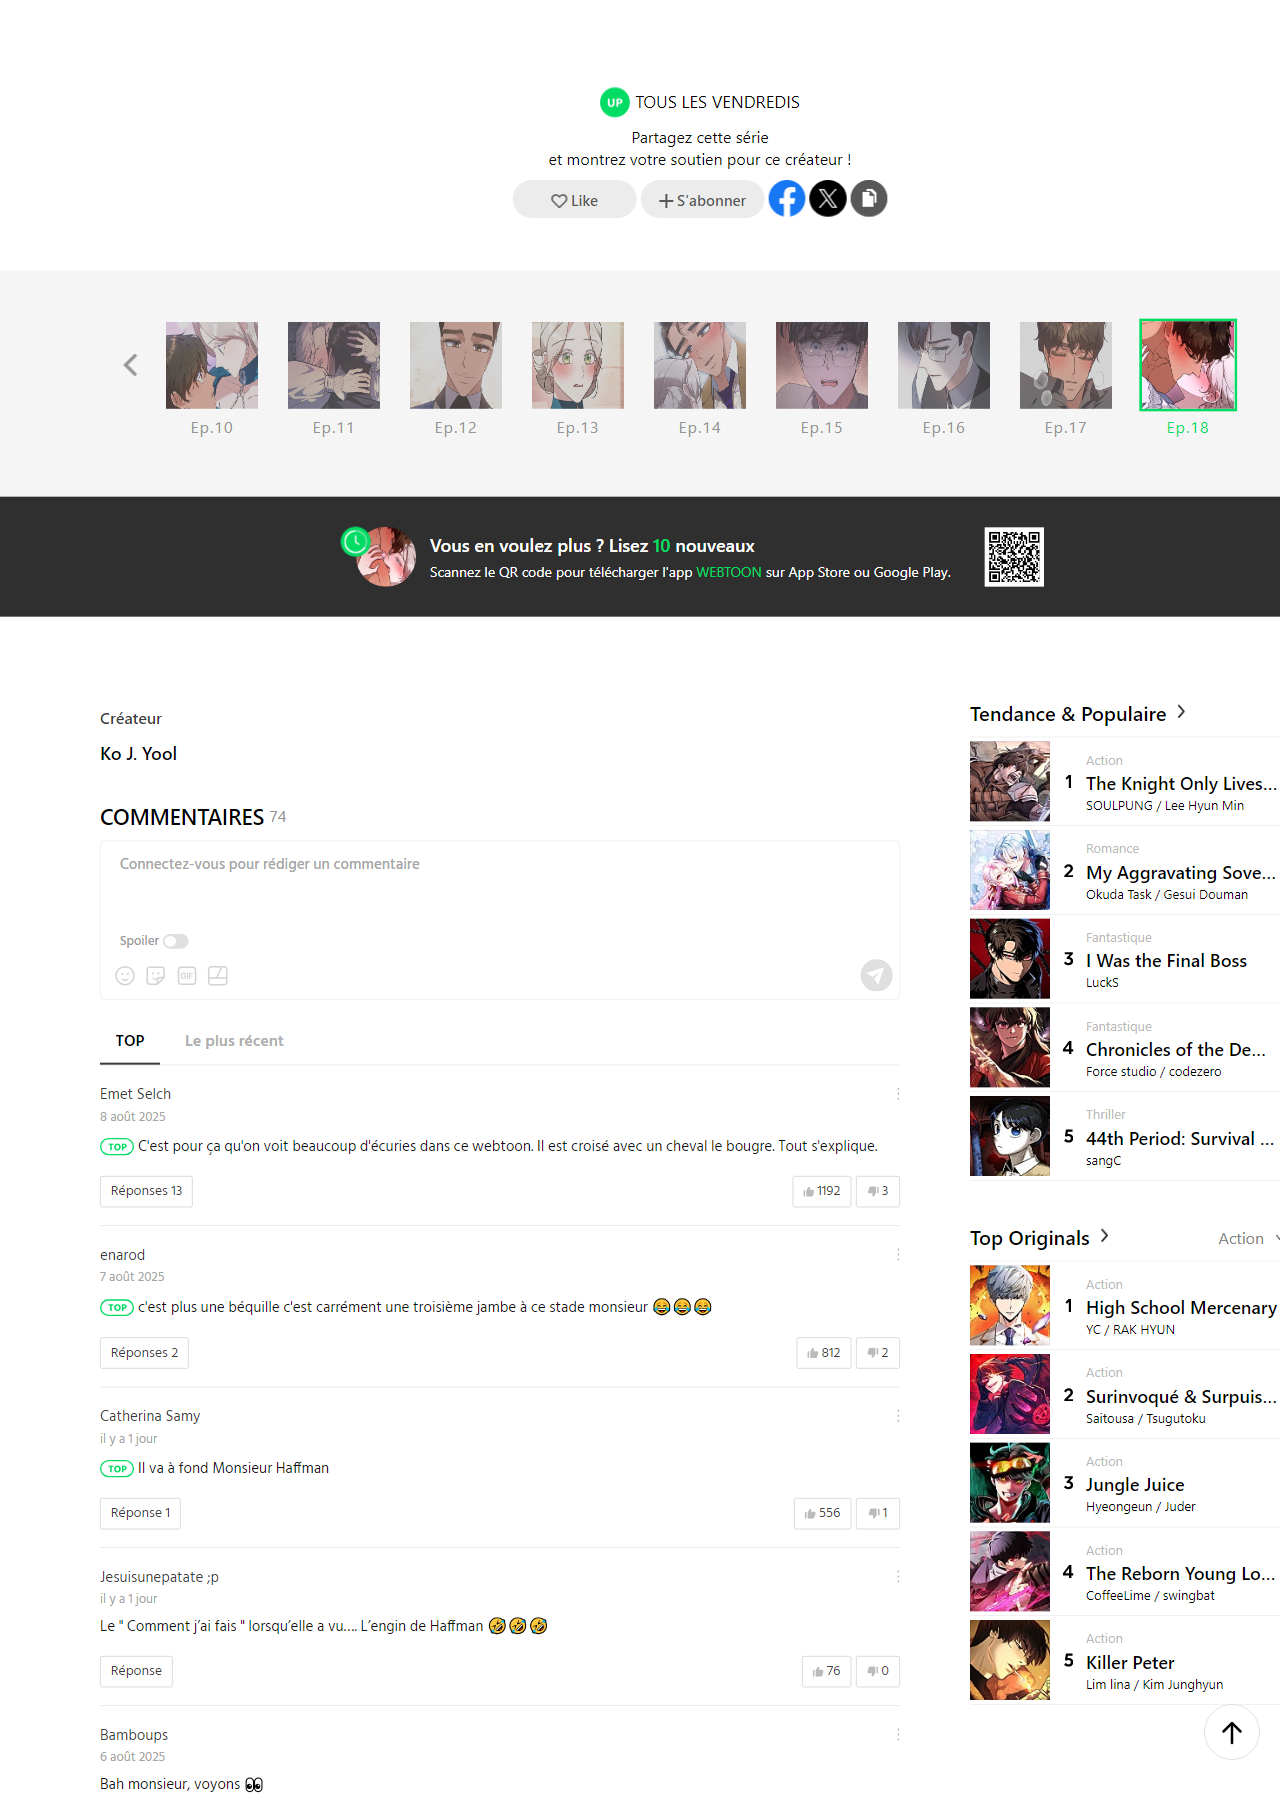 UP TOUS LES VENDREDIS
Partagez cette série
et montrez votre soutien pour ce créateur !
Like
S'abonner
Ep.10
Ep.11
Ep.12
Ep.13
Ep.14
Ep.15
Ep.16
Ep.17
Ep.18
Vous en voulez plus ? Lisez 10 nouveaux
Scannez le QR code pour télécharger l'app WEBTOON sur App Store ou Google Play.
Créateur
Ko J. Yool
COMMENTAIRES 74
Connectez-vous pour rédiger un commentaire
Spoiler
GIF
TOP
Le plus récent
Emet Selch
8 août 2025
TOP C'est pour ça qu'on voit beaucoup d'écuries dans ce webtoon. Il est croisé avec un cheval le bougre. Tout s'explique.
Réponses 13
1192
3
enarod
7 août 2025
TOP c'est plus une béquille c'est carrément une troisième jambe à ce stade monsieur 😂😂😂
Réponses 2
812
2
Catherina Samy
il y a 1 jour
TOP Il va à fond Monsieur Haffman
Réponse 1
556
1
Jesuisunepatate ;p
il y a 1 jour
Le " Comment j’ai fais " lorsqu’elle a vu…. L’engin de Haffman 🤣🤣🤣
Réponse
76
0
Bamboups
6 août 2025
Bah monsieur, voyons 👀
Tendance & Populaire
Action
1 The Knight Only Lives...
SOULPUNG / Lee Hyun Min
Romance
2 My Aggravating Sove...
Okuda Task / Gesui Douman
Fantastique
3 I Was the Final Boss
LuckS
Fantastique
4 Chronicles of the De...
Force studio / codezero
Thriller
5 44th Period: Survival ...
sangC
Top Originals
Action
Action
1 High School Mercenary
YC / RAK HYUN
Action
2 Surinvoqué & Surpuis...
Saitousa / Tsugutoku
Action
3 Jungle Juice
Hyeongeun / Juder
Action
4 The Reborn Young Lo...
CoffeeLime / swingbat
Action
5 Killer Peter
Lim lina / Kim Junghyun